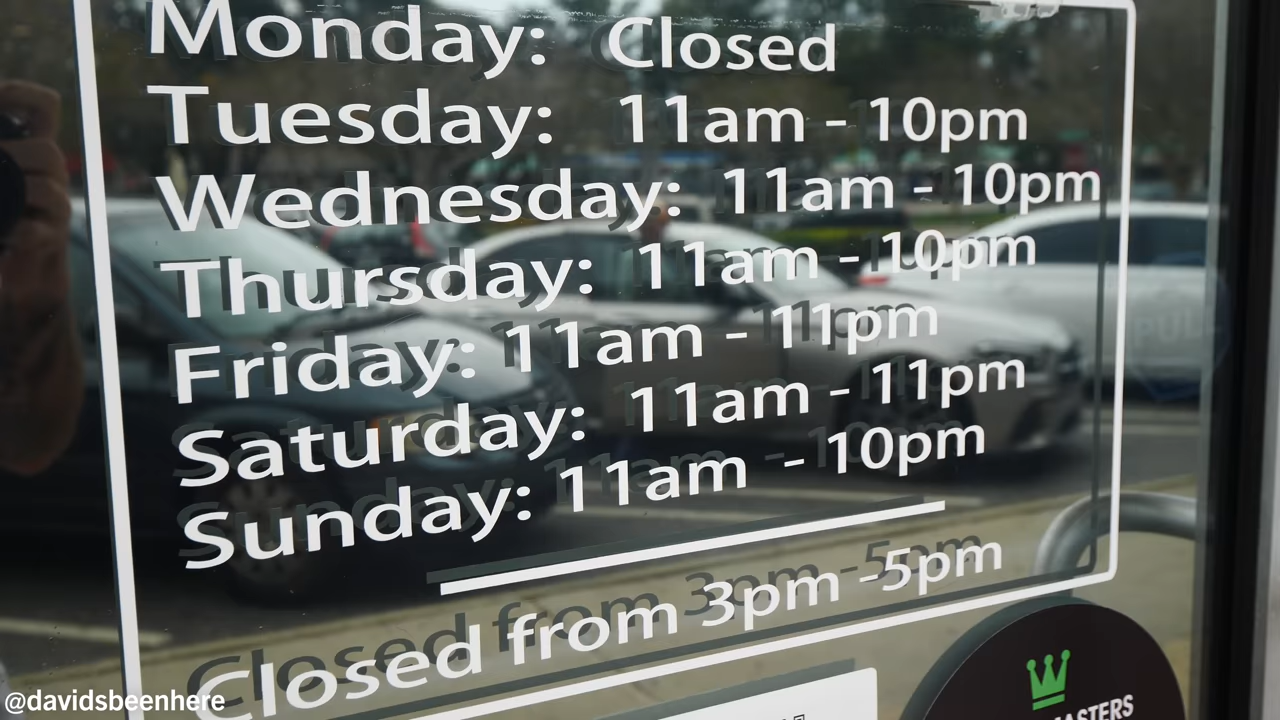 Monday: Closed
Tuesday: 11am - 10pm
Wednesday: 11am - 10pm
Thursday: 11am - 10pm
Friday: 11am - 11pm
Saturday: 11am - 11pm
Sunday: 11am - 10pm
Closed from 3pm -5pm
@davidsbeenhere